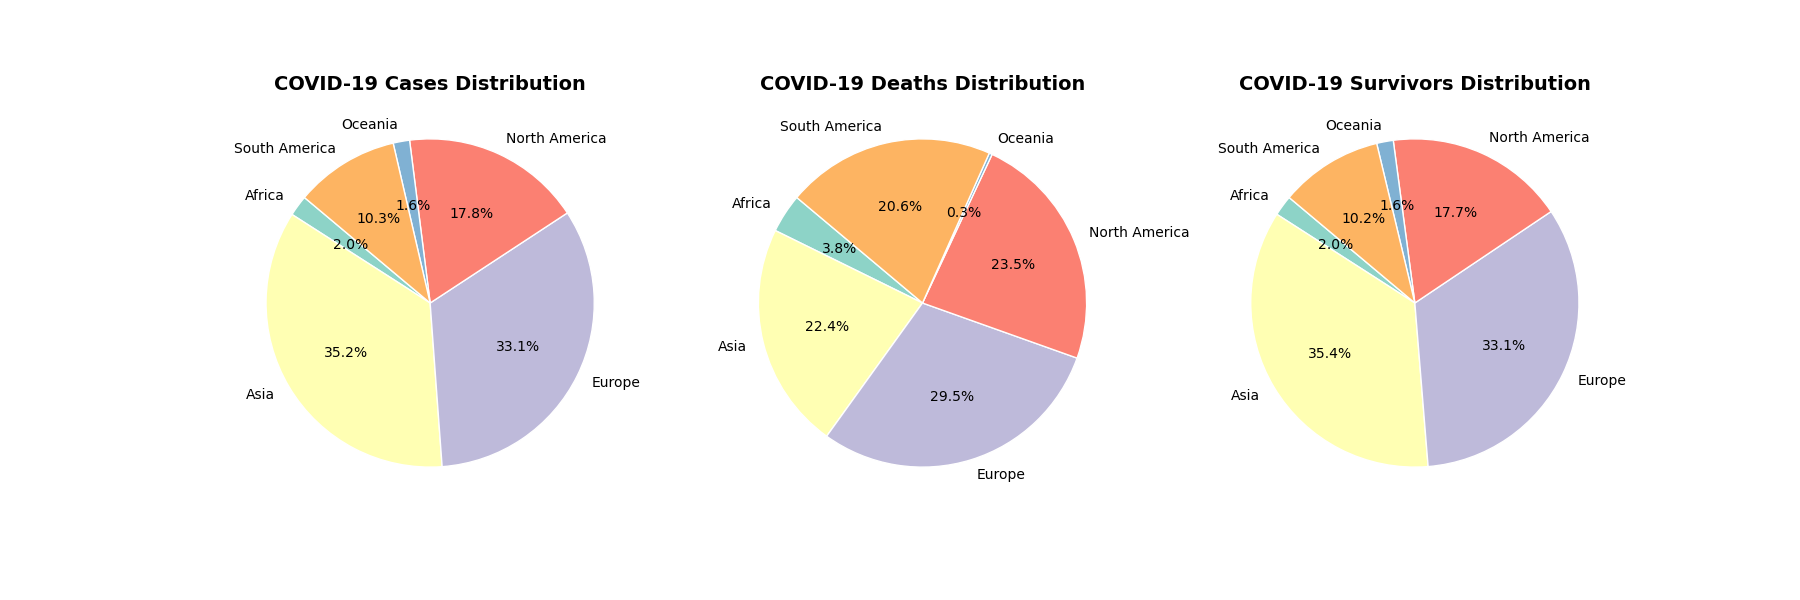 COVID-19 Cases Distribution
Oceania
North America
South America
Africa
1.6%
17.8%
10.3%
2.0%
35.2%
33.1%
Asia
Europe
COVID-19 Deaths Distribution
South America
Oceania
Africa
20.6%
0.3%
North America
3.8%
23.5%
22.4%
Asia
29.5%
Europe
COVID-19 Survivors Distribution
Oceania
North America
South America
Africa
1.6%
17.7%
10.2%
2.0%
35.4%
33.1%
Asia
Europe